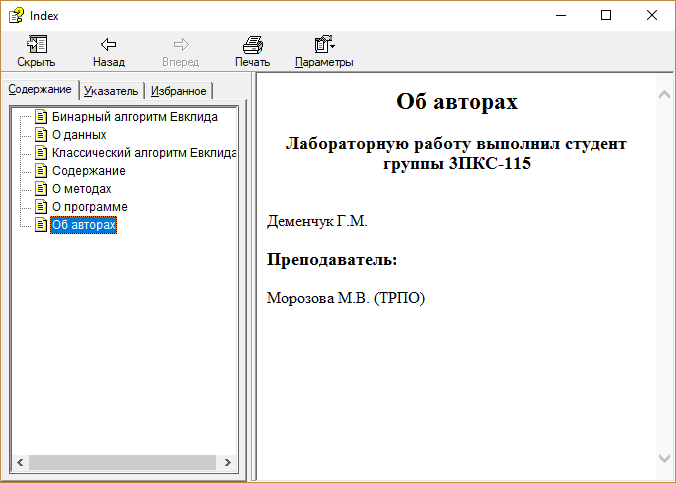 Index
Скрыть Назад Вперед Печать Параметры
Содержание Указатель Избранное
Бинарный алгоритм Евклида
О данных
Классический алгоритм Евклида
Содержание
О методах
О программе
Об авторах
Об авторах
Лабораторную работу выполнил студент
группы 3ПКС-115
Деменчук Г.М.
Преподаватель:
Морозова М.В. (ТРПО)